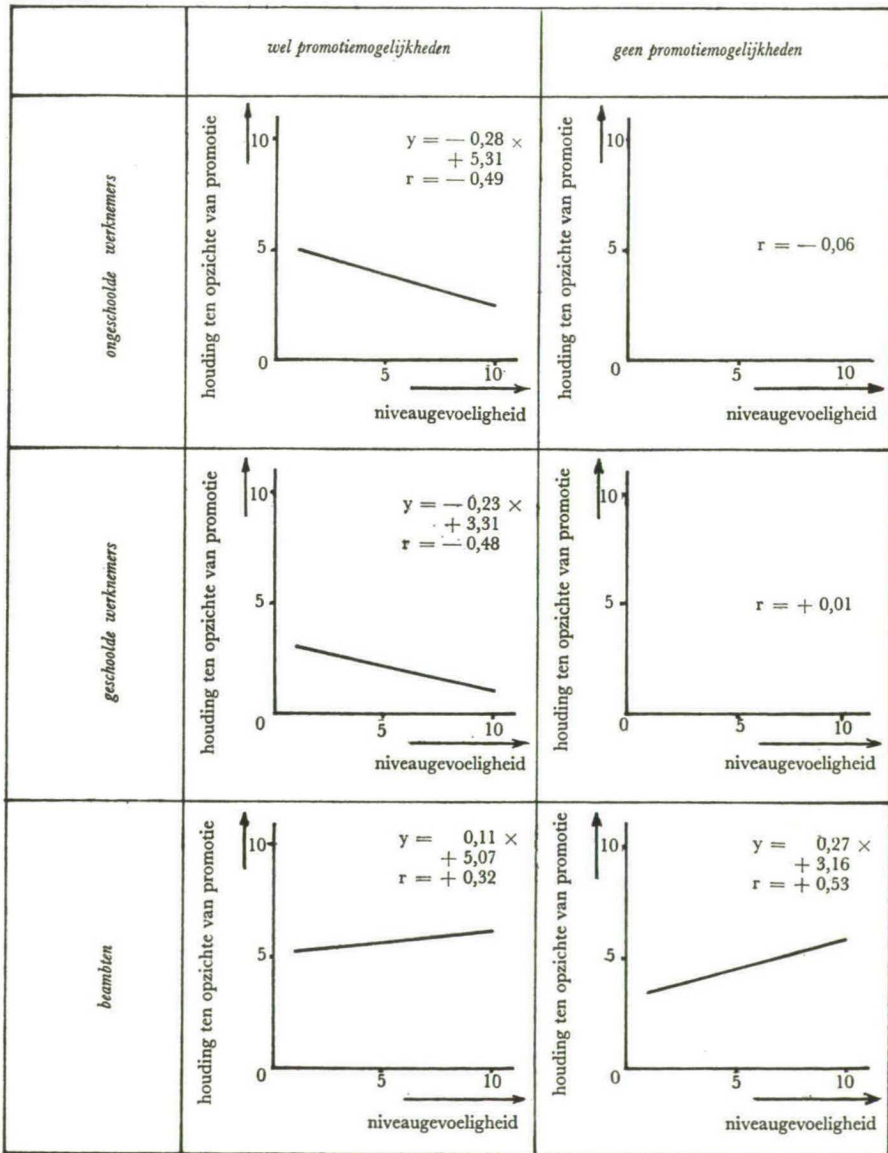 wel promotiemogelijkheden
geen promotiemogelijkheden
ongeschoolde werknemers
houding ten opzichte van promotie
10
5
0
5
10
niveaugevoeligheid
y = — 0,28 ×
+ 5,31
r = — 0,49
houding ten opzichte van promotie
10
5
0
5
10
niveaugevoeligheid
r = — 0,06
geschoolde werknemers
houding ten opzichte van promotie
10
5
0
5
10
niveaugevoeligheid
y = — 0,23 ×
+ 3,31
r = — 0,48
houding ten opzichte van promotie
10
5
0
5
10
niveaugevoeligheid
r = + 0,01
beambten
houding ten opzichte van promotie
10
5
0
5
10
niveaugevoeligheid
y = 0,11 ×
+ 5,07
r = + 0,32
houding ten opzichte van promotie
10
5
0
5
10
niveaugevoeligheid
y = 0,27 ×
+ 3,16
r = + 0,53